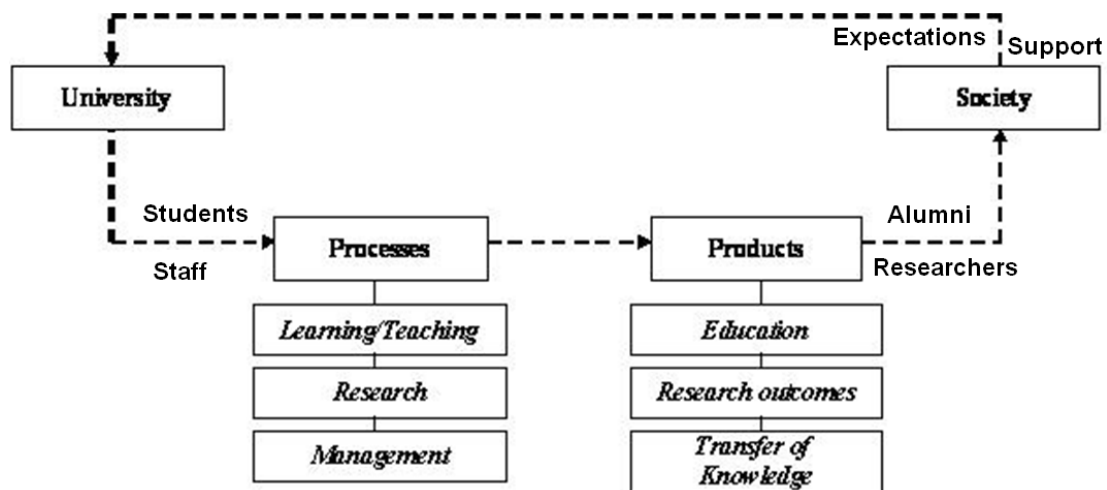 Expectations
Support
University
Society
Students
Staff
Processes
Products
Alumni
Researchers
Learning/Teaching
Education
Research
Research outcomes
Management
Transfer of
Knowledge